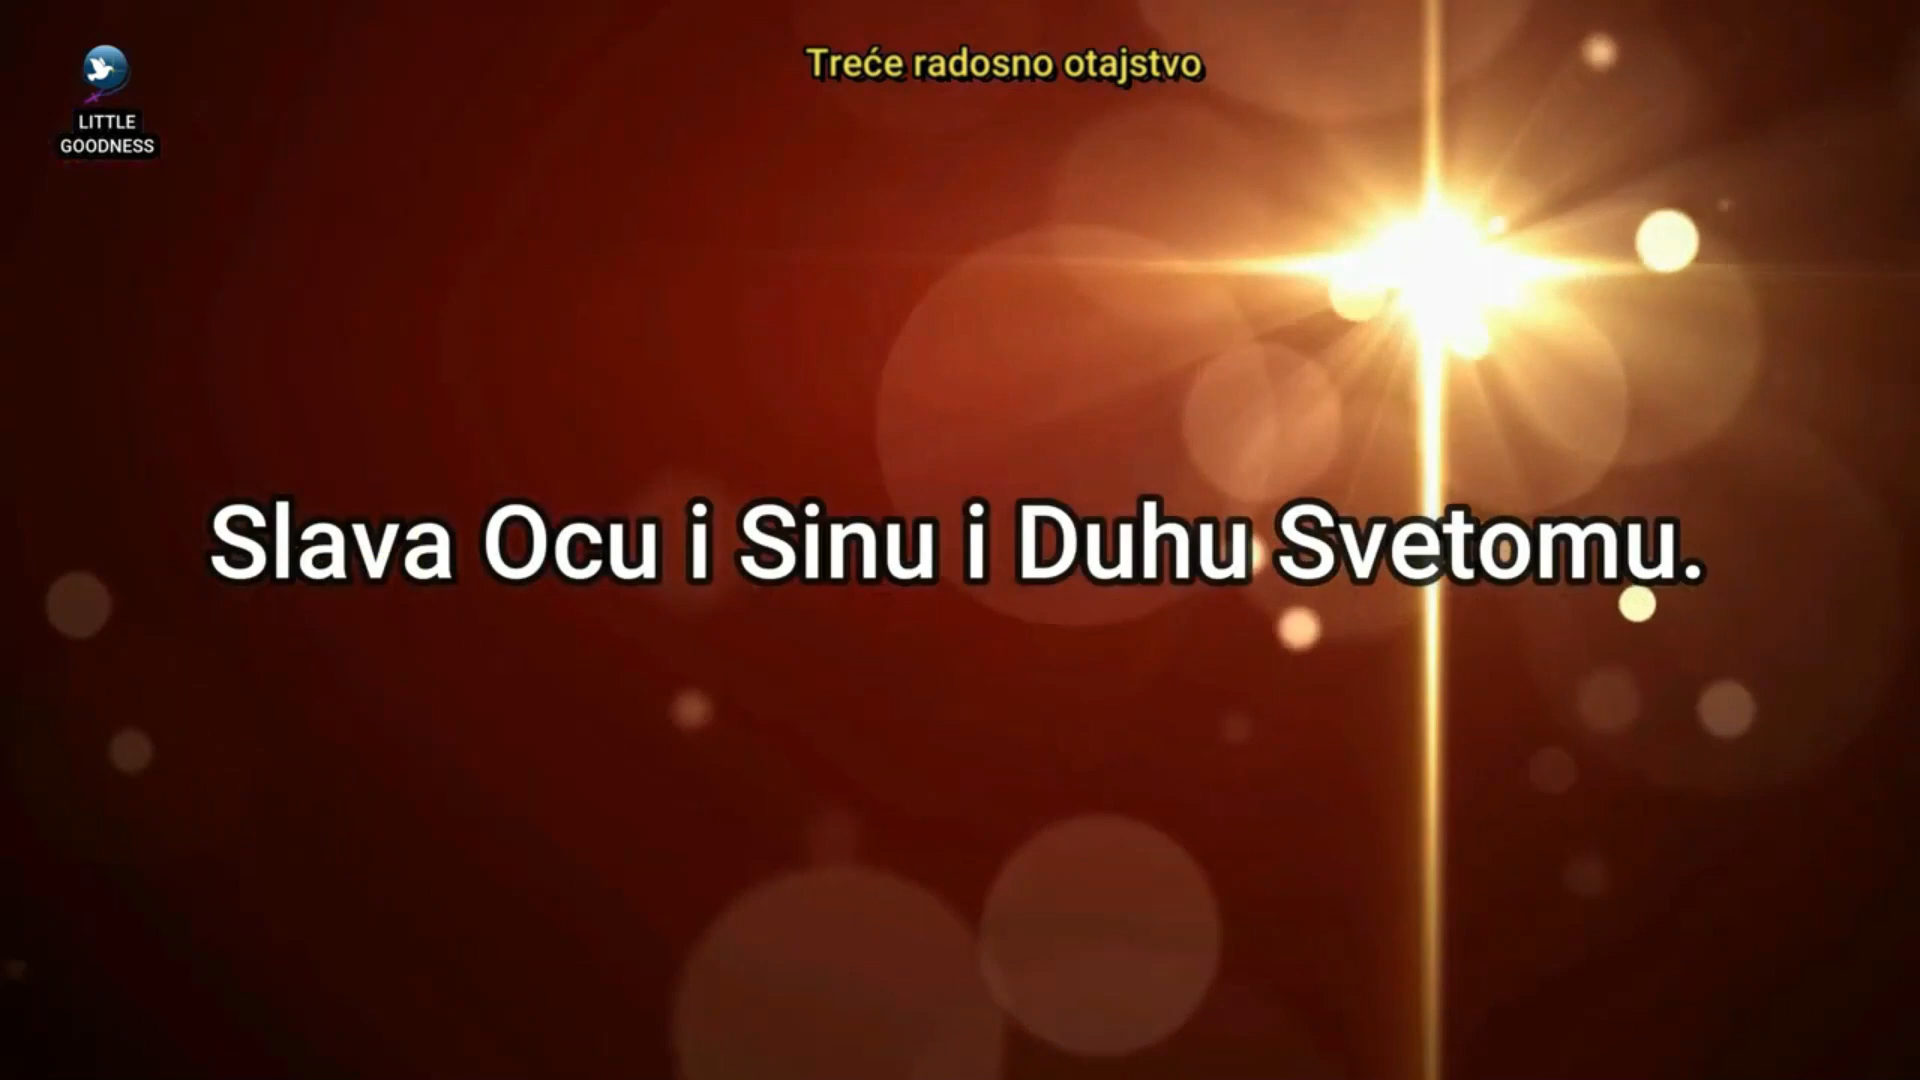 Treće radosno otajstvo
LITTLE
GOODNESS
Slava Ocu i Sinu i Duhu Svetomu.